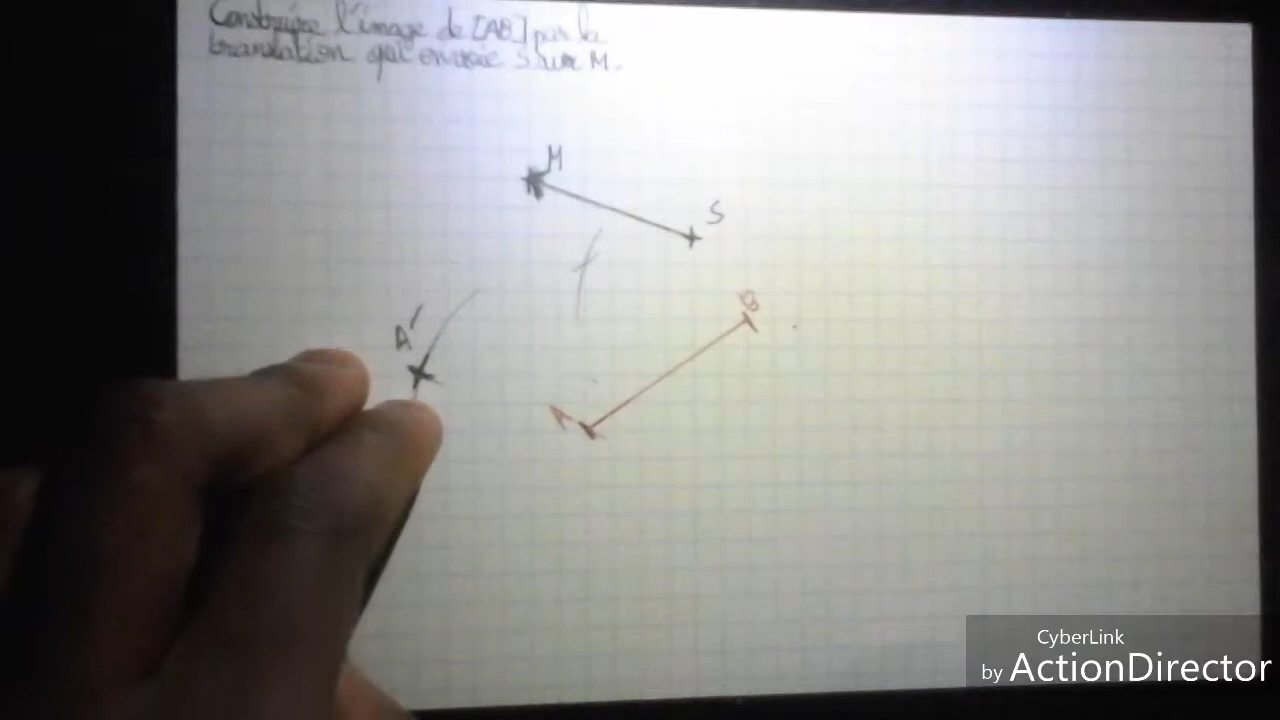 Construire l'image de [AB] par la
translation qui envoie S sur M.
M
S
B
A'
A
CyberLink
by ActionDirector